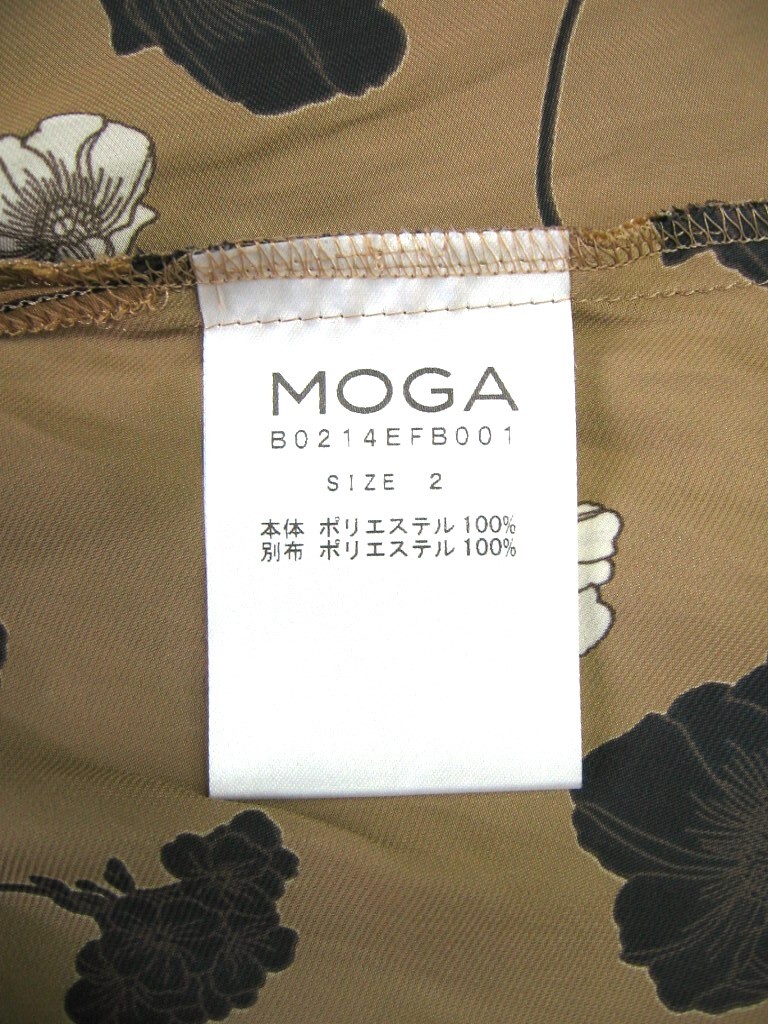 MOGA
B0214EFB001
SIZE 2
本体 ポリエステル 100%
別布 ポリエステル 100%